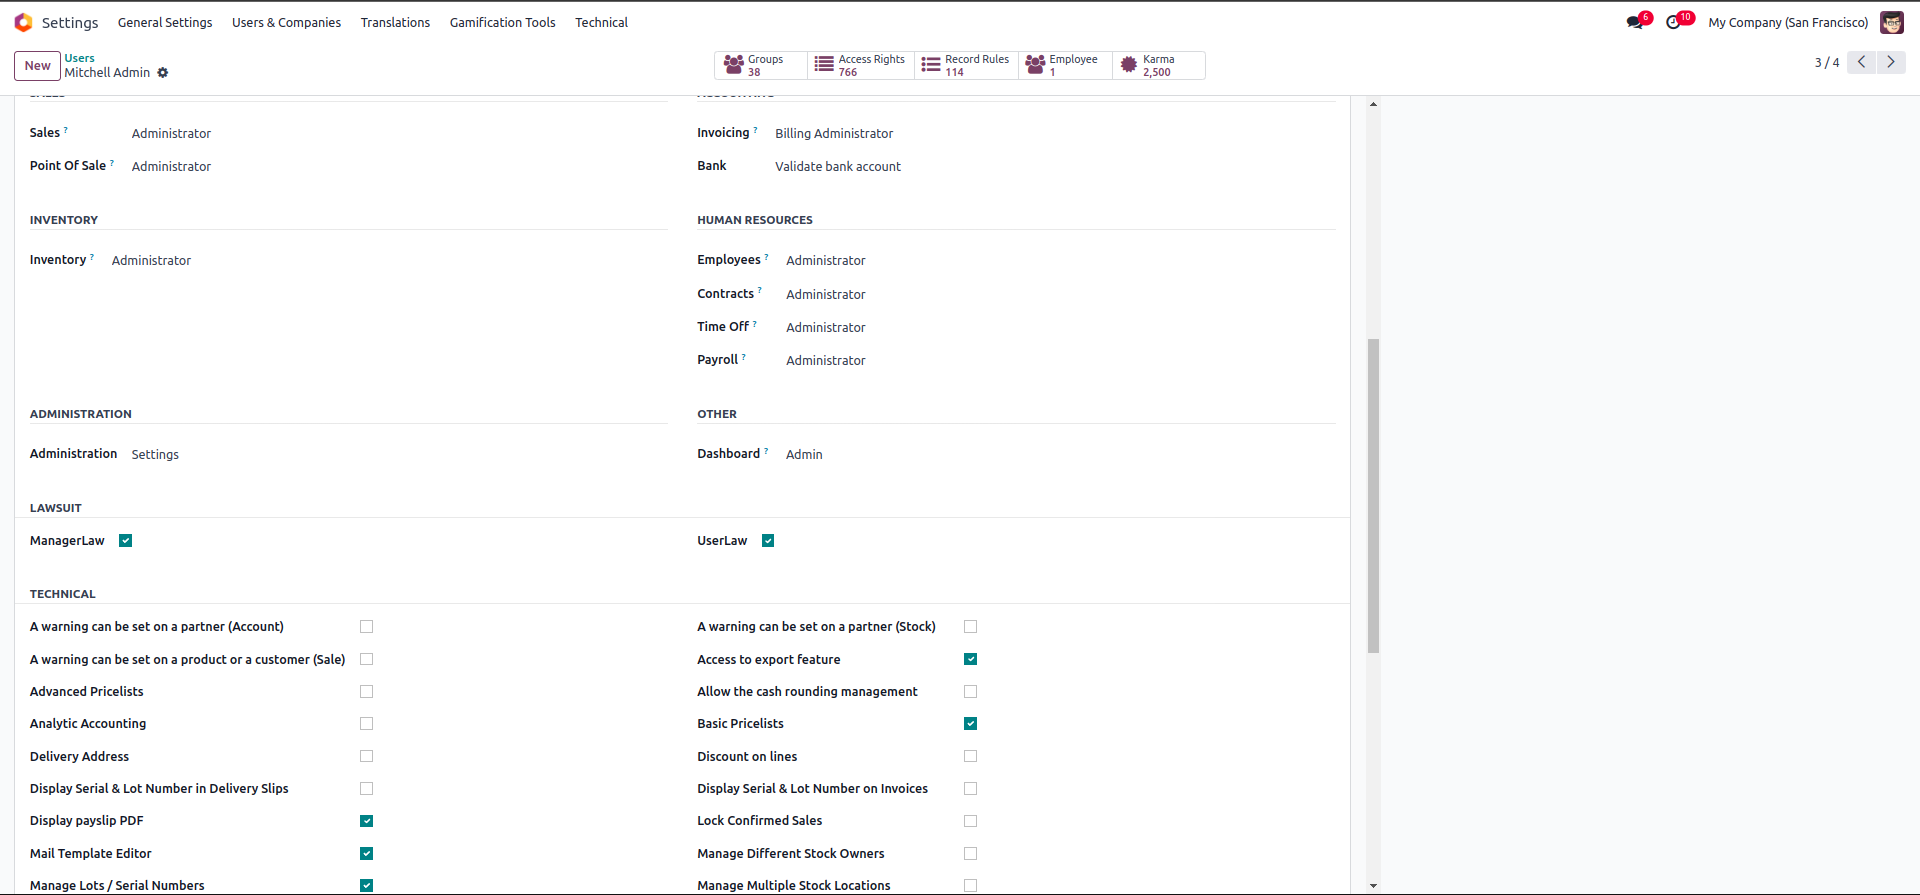 Settings General Settings Users & Companies Translations Gamification Tools Technical 6 10 My Company (San Francisco)
New Users Groups 38 Access Rights 766 Record Rules 114 Employee 1 Karma 2,500 3 / 4
Mitchell Admin
SALES ACCOUNTING
Sales ? Administrator Invoicing ? Billing Administrator
Point Of Sale ? Administrator Bank Validate bank account
INVENTORY HUMAN RESOURCES
Inventory ? Administrator Employees ? Administrator
Contracts ? Administrator
Time Off ? Administrator
Payroll ? Administrator
ADMINISTRATION OTHER
Administration Settings Dashboard ? Admin
LAWSUIT
ManagerLaw UserLaw
TECHNICAL
A warning can be set on a partner (Account) A warning can be set on a partner (Stock)
A warning can be set on a product or a customer (Sale) Access to export feature
Advanced Pricelists Allow the cash rounding management
Analytic Accounting Basic Pricelists
Delivery Address Discount on lines
Display Serial & Lot Number in Delivery Slips Display Serial & Lot Number on Invoices
Display payslip PDF Lock Confirmed Sales
Mail Template Editor Manage Different Stock Owners
Manage Lots / Serial Numbers Manage Multiple Stock Locations